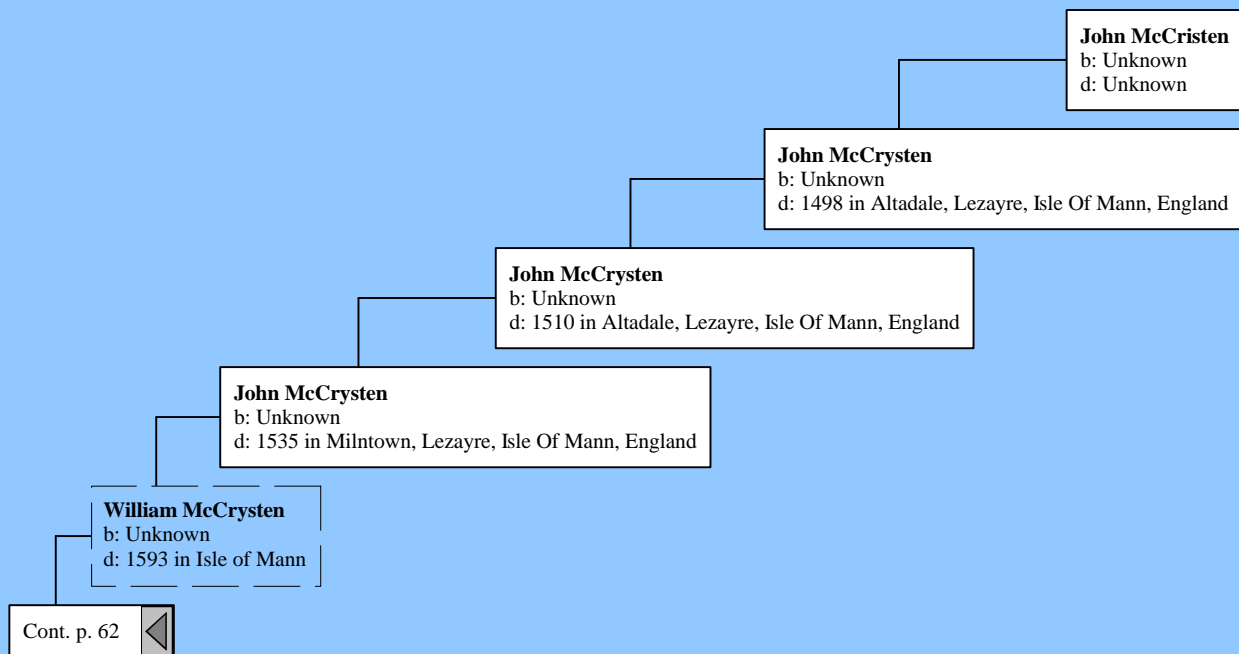 John McCristen
b: Unknown
d: Unknown
John McCrysten
b: Unknown
d: 1498 in Altadale, Lezayre, Isle Of Mann, England
John McCrysten
b: Unknown
d: 1510 in Altadale, Lezayre, Isle Of Mann, England
John McCrysten
b: Unknown
d: 1535 in Milntown, Lezayre, Isle Of Mann, England
William McCrysten
b: Unknown
d: 1593 in Isle of Mann
Cont. p. 62